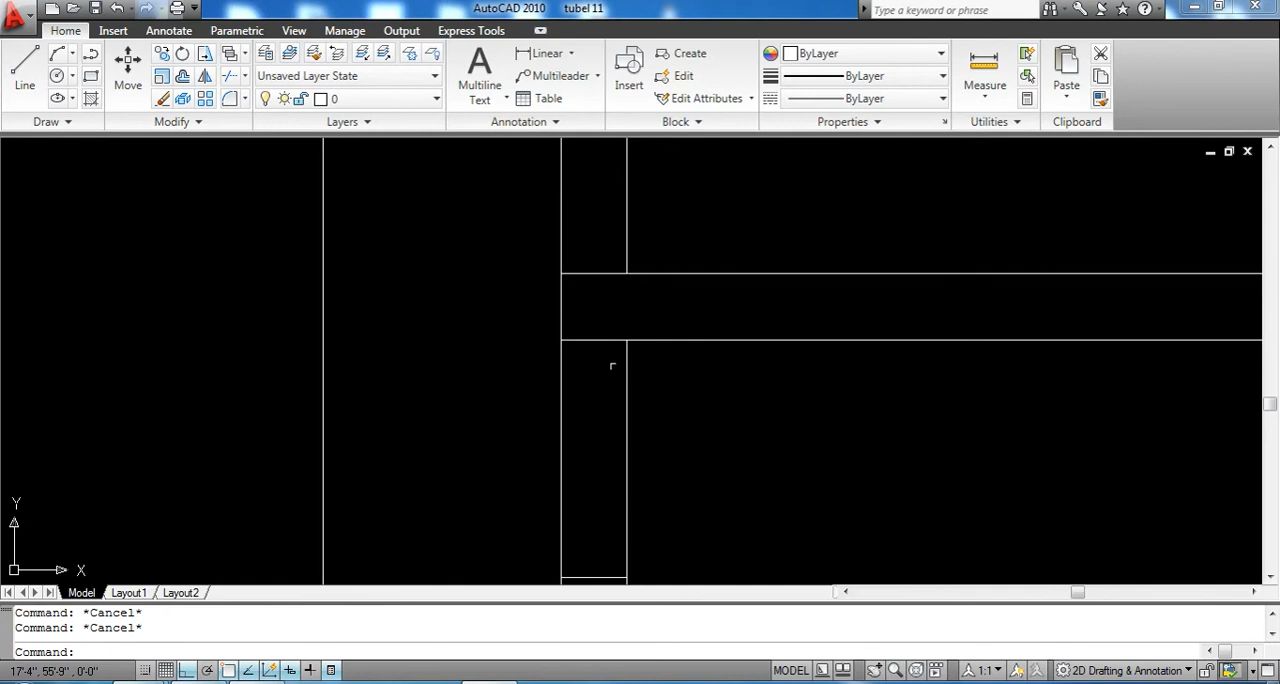 AutoCAD 2010 tubel 11
Type a keyword or phrase
Home Insert Annotate Parametric View Manage Output Express Tools
Line
Move
Unsaved Layer State
0
Multiline
Text
Linear
Multileader
Table
Insert
Create
Edit
Edit Attributes
ByLayer
ByLayer
ByLayer
Measure
Paste
Draw Modify Layers Annotation Block Properties Utilities Clipboard
Y
X
Model Layout1 Layout2
Command: *Cancel*
Command: *Cancel*
Command:
17'-4", 55'-9" , 0'-0"
MODEL 1:1 2D Drafting & Annotation